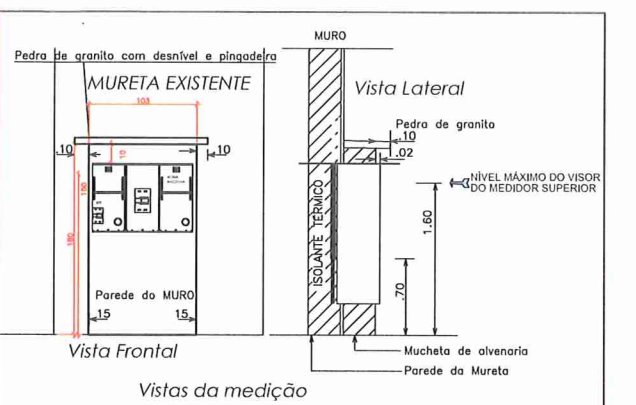 MURO
Pedra de granito com desnível e pingadeira
MURETA EXISTENTE
Vista Lateral
103
Pedra de granito
.10
.02
.10
10
.10
NÍVEL MÁXIMO DO VISOR
DO MEDIDOR SUPERIOR
ISOLANTE TÉRMICO
1.60
.70
180
150
Parede do MURO
15
15
Vista Frontal
Mucheta de alvenaria
Parede da Mureta
Vistas da medição